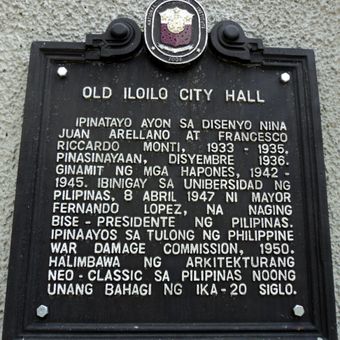 OLD ILOILO CITY HALL
IPINATAYO AYON SA DISENYO NINA
JUAN ARELLANO AT FRANCESCO
RICCARDO MONTI, 1933 - 1935.
PINASINAYAAN, DISYEMBRE 1936.
GINAMIT NG MGA HAPONES, 1942 -
1945. IBINIGAY SA UNIBERSIDAD NG
PILIPINAS, 8 ABRIL 1947 NI MAYOR
FERNANDO LOPEZ, NA NAGING
BISE - PRESIDENTE NG PILIPINAS.
IPINAAYOS SA TULONG NG PHILIPPINE
WAR DAMAGE COMMISSION, 1950.
HALIMBAWA NG ARKITEKTURANG
NEO - CLASSIC SA PILIPINAS NOONG
UNANG BAHAGI NG IKA - 20 SIGLO.